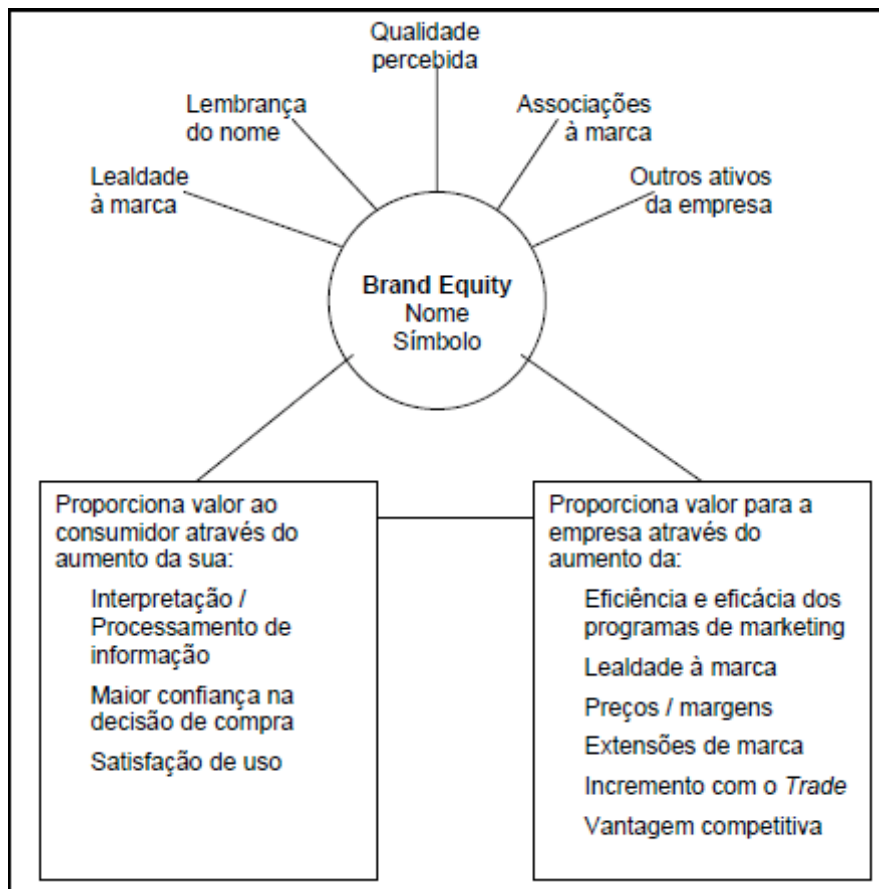 Qualidade
percebida
Lembrança
do nome
Associações
à marca
Lealdade
à marca
Outros ativos
da empresa
Brand Equity
Nome
Símbolo
Proporciona valor ao
consumidor através do
aumento da sua:
Interpretação /
Processamento de
informação
Maior confiança na
decisão de compra
Satisfação de uso
Proporciona valor para a
empresa através do
aumento da:
Eficiência e eficácia dos
programas de marketing
Lealdade à marca
Preços / margens
Extensões de marca
Incremento com o Trade
Vantagem competitiva